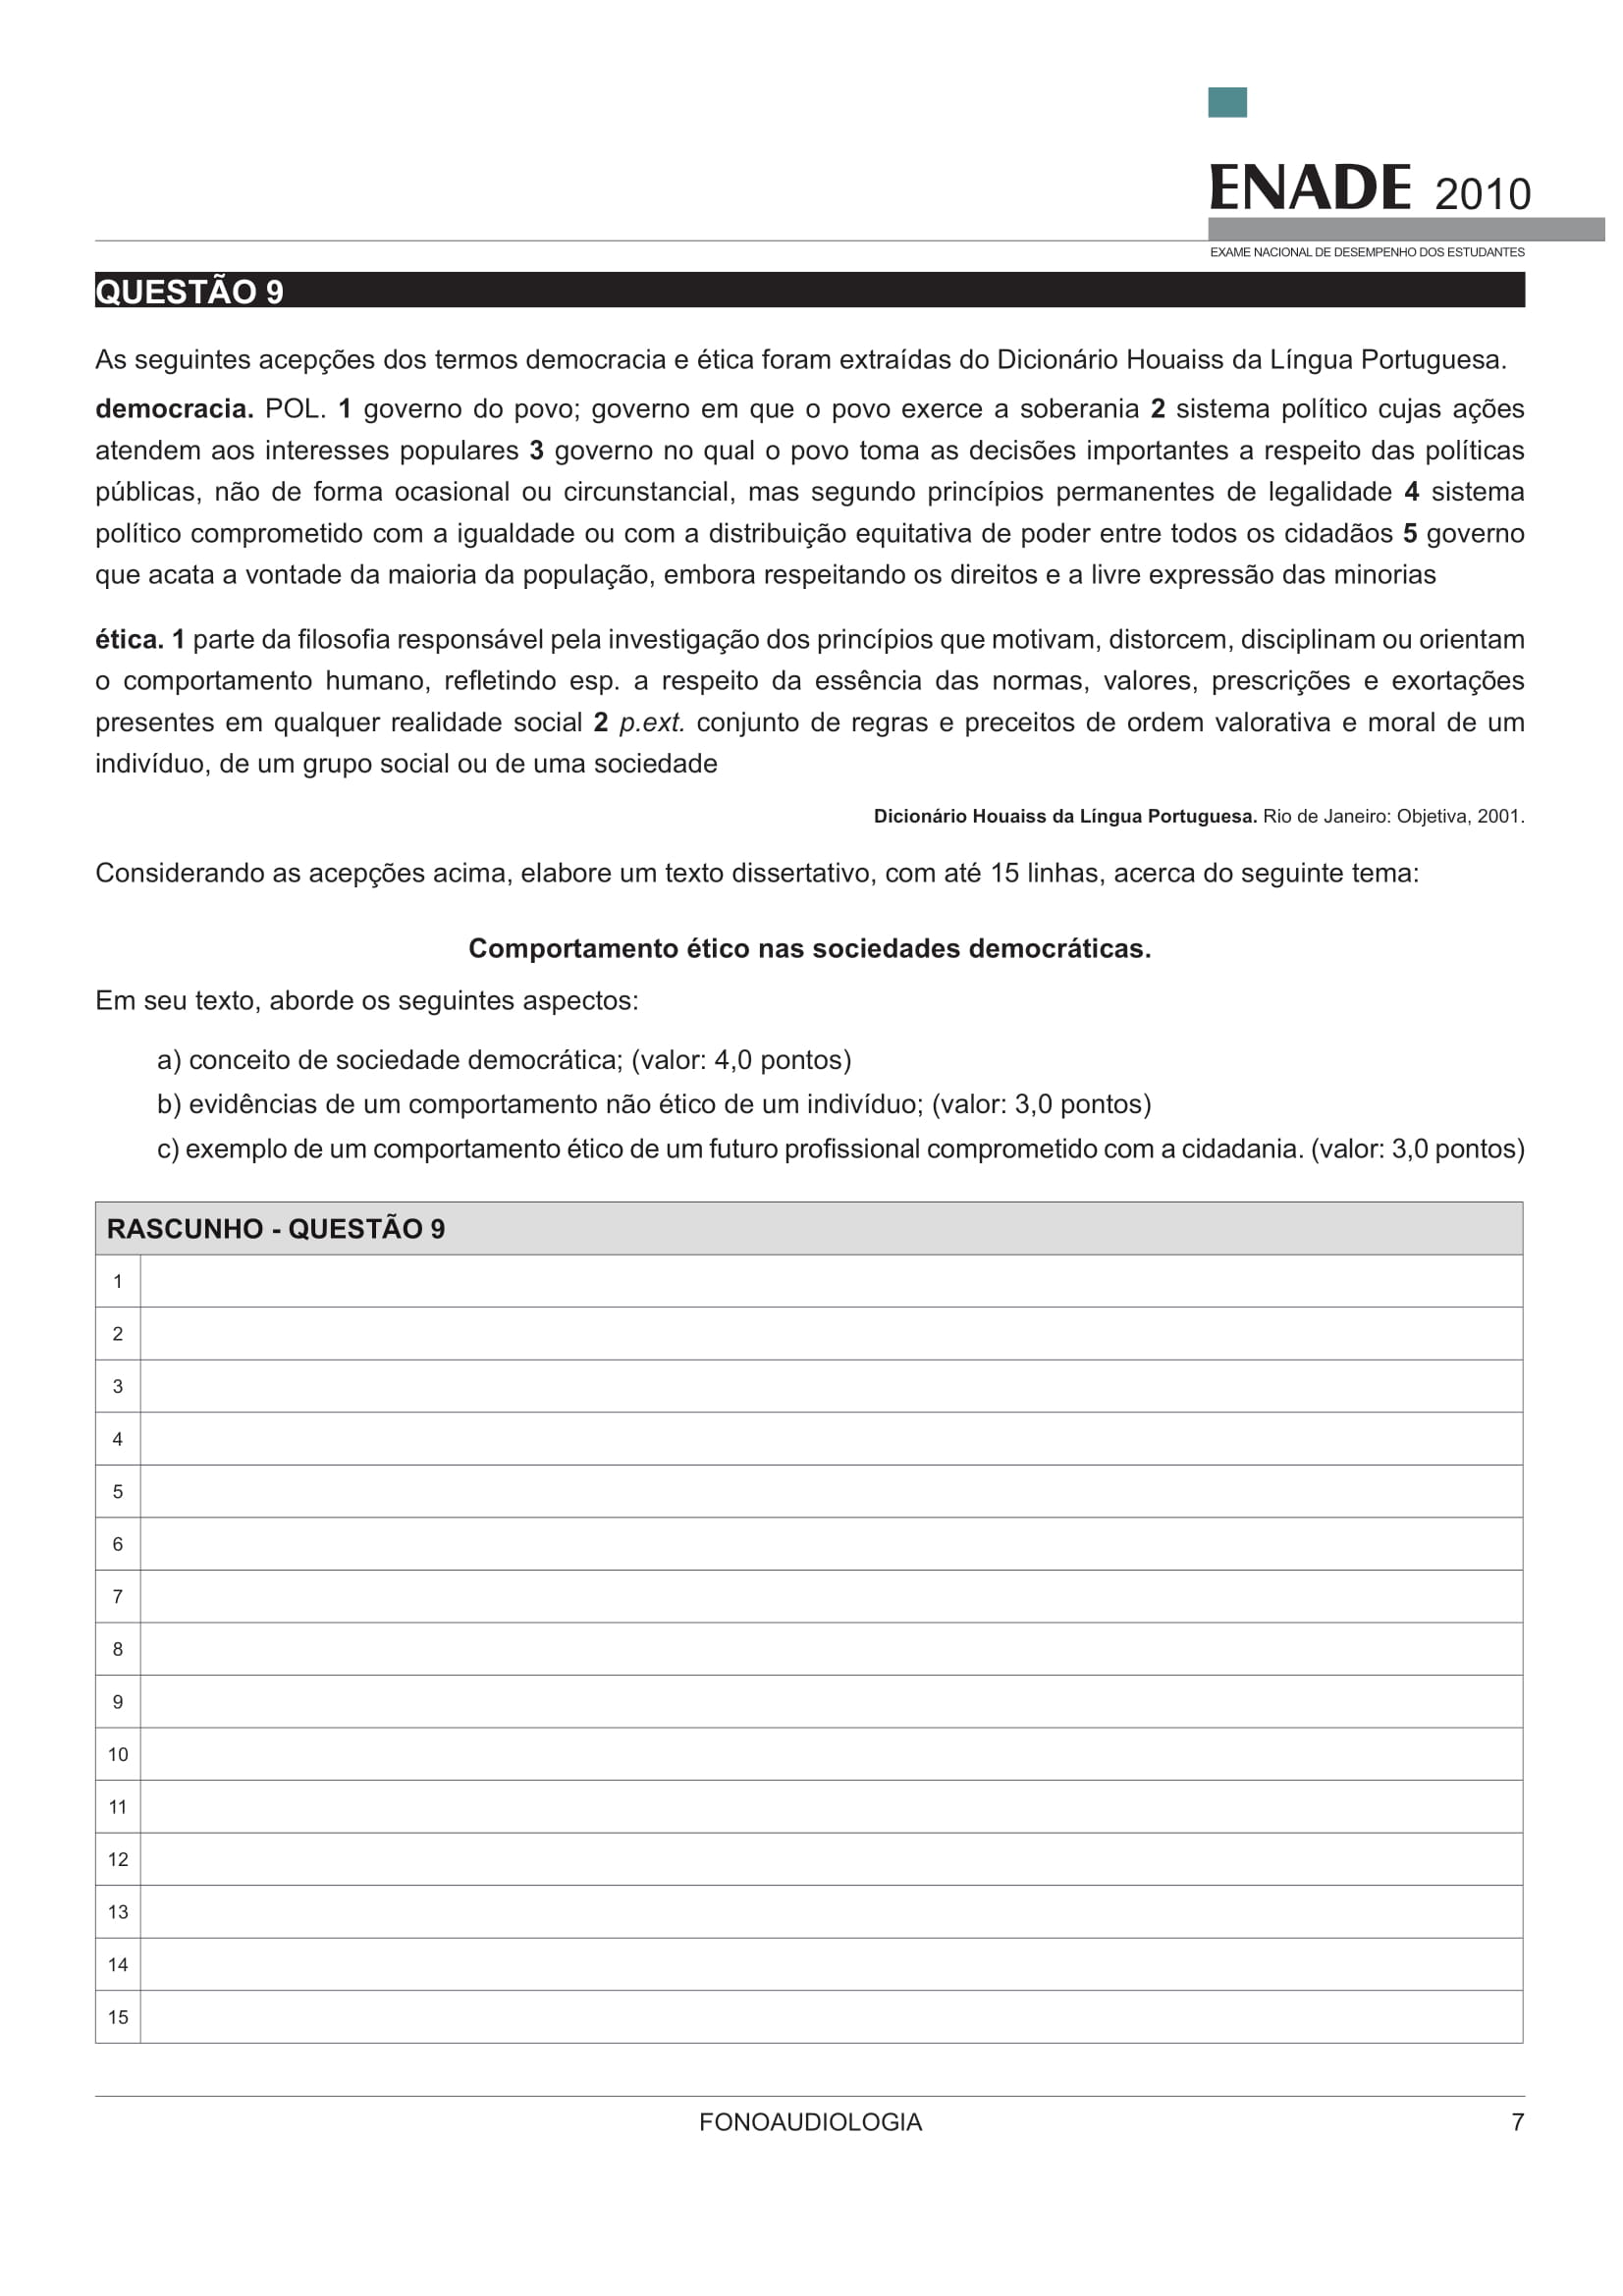 ENADE 2010
EXAME NACIONAL DE DESEMPENHO DOS ESTUDANTES
QUESTÃO 9
As seguintes acepções dos termos democracia e ética foram extraídas do Dicionário Houaiss da Língua Portuguesa.
democracia. POL. 1 governo do povo; governo em que o povo exerce a soberania 2 sistema político cujas ações
atendem aos interesses populares 3 governo no qual o povo toma as decisões importantes a respeito das políticas
públicas, não de forma ocasional ou circunstancial, mas segundo princípios permanentes de legalidade 4 sistema
político comprometido com a igualdade ou com a distribuição equitativa de poder entre todos os cidadãos 5 governo
que acata a vontade da maioria da população, embora respeitando os direitos e a livre expressão das minorias
ética. 1 parte da filosofia responsável pela investigação dos princípios que motivam, distorcem, disciplinam ou orientam
o comportamento humano, refletindo esp. a respeito da essência das normas, valores, prescrições e exortações
presentes em qualquer realidade social 2 p.ext. conjunto de regras e preceitos de ordem valorativa e moral de um
indivíduo, de um grupo social ou de uma sociedade
Dicionário Houaiss da Língua Portuguesa. Rio de Janeiro: Objetiva, 2001.
Considerando as acepções acima, elabore um texto dissertativo, com até 15 linhas, acerca do seguinte tema:
Comportamento ético nas sociedades democráticas.
Em seu texto, aborde os seguintes aspectos:
a) conceito de sociedade democrática; (valor: 4,0 pontos)
b) evidências de um comportamento não ético de um indivíduo; (valor: 3,0 pontos)
c) exemplo de um comportamento ético de um futuro profissional comprometido com a cidadania. (valor: 3,0 pontos)
RASCUNHO - QUESTÃO 9
1
2
3
4
5
6
7
8
9
10
11
12
13
14
15
FONOAUDIOLOGIA 7